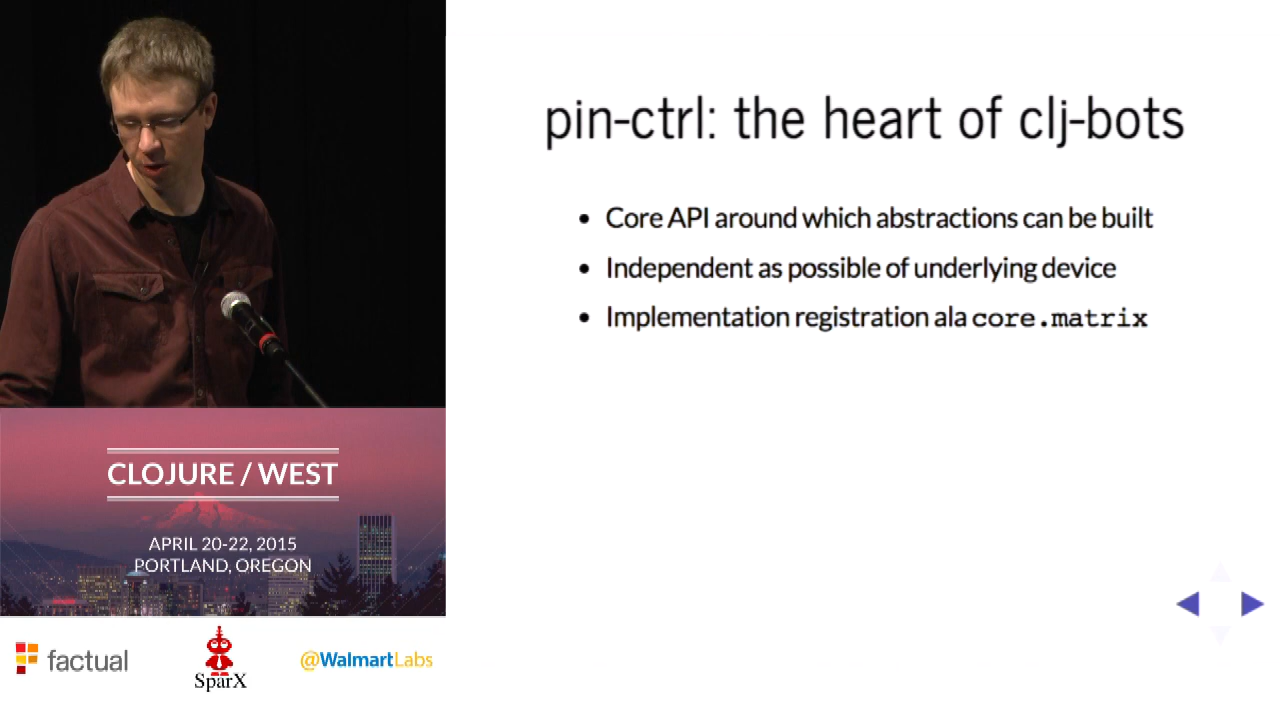 pin-ctrl: the heart of clj-bots
Core API around which abstractions can be built
Independent as possible of underlying device
Implementation registration ala core.matrix
CLOJURE / WEST
APRIL 20-22, 2015
PORTLAND, OREGON
factual
SparX
@WalmartLabs